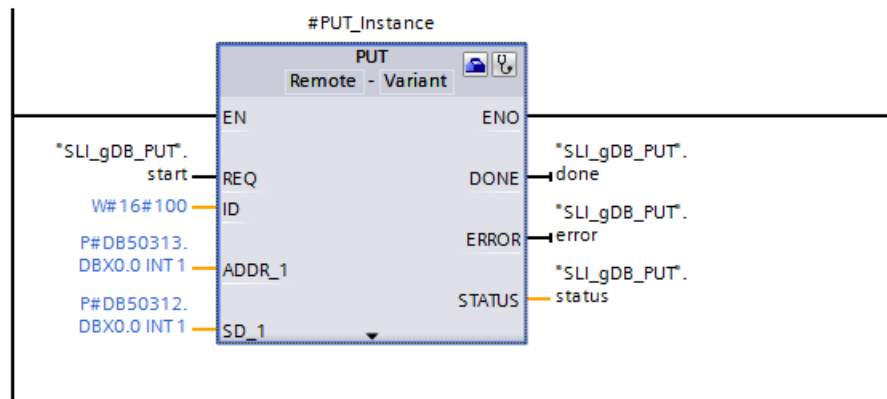 #PUT_Instance
PUT
Remote - Variant
EN
ENO
"SLI_gDB_PUT".
start
REQ
"SLI_gDB_PUT".
DONE
done
W#16#100
ID
"SLI_gDB_PUT".
ERROR
error
P#DB50313.
DBX0.0 INT 1
ADDR_1
"SLI_gDB_PUT".
STATUS
status
P#DB50312.
DBX0.0 INT 1
SD_1